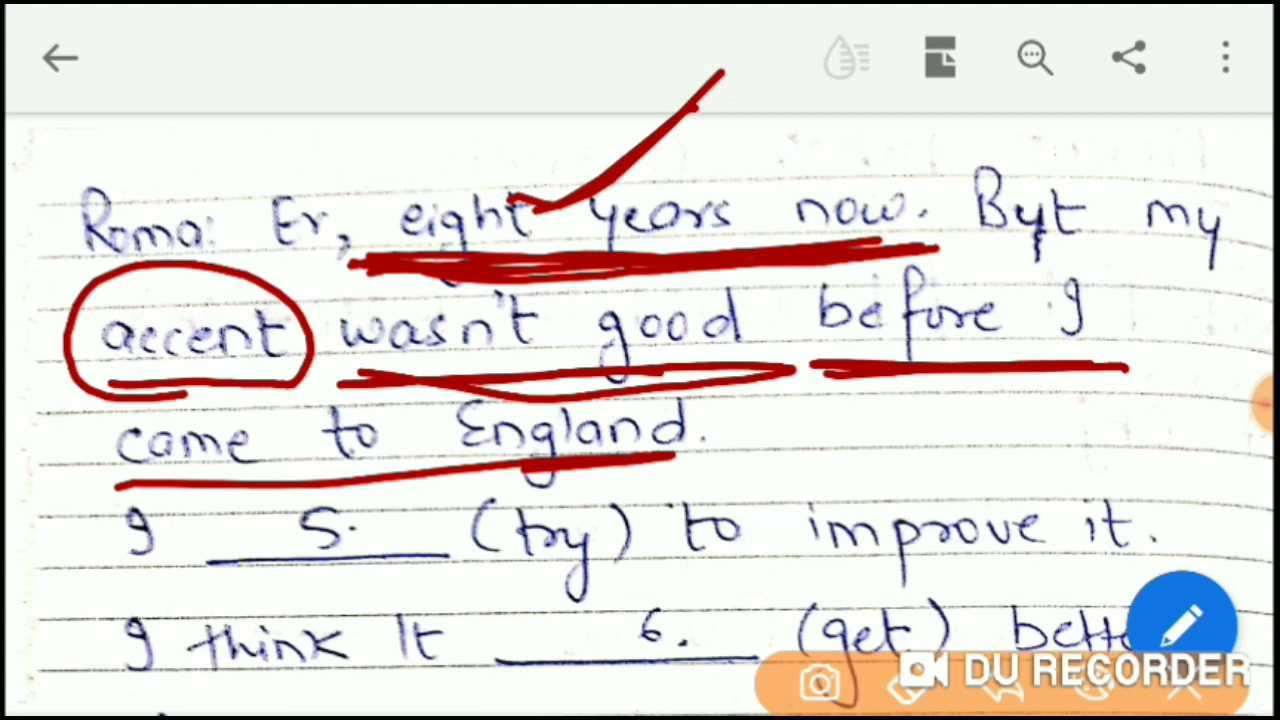 Roma: Er, eight years now. But my
accent wasn't good before I
came to England.
I 5. (try) to improve it.
I think It 6. (get)
DU RECORDER